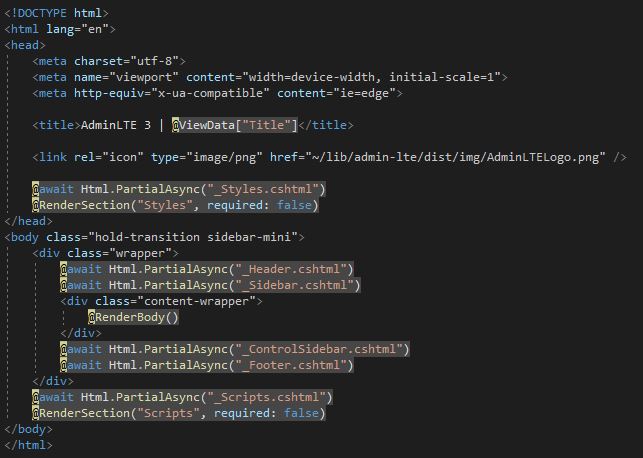 <!DOCTYPE html>
<html lang="en">
<head>
    <meta charset="utf-8">
    <meta name="viewport" content="width=device-width, initial-scale=1">
    <meta http-equiv="x-ua-compatible" content="ie=edge">

    <title>AdminLTE 3 | @ViewData["Title"]</title>

    <link rel="icon" type="image/png" href="~/lib/admin-lte/dist/img/AdminLTELogo.png" />

    @await Html.PartialAsync("_Styles.cshtml")
    @RenderSection("Styles", required: false)
</head>
<body class="hold-transition sidebar-mini">
    <div class="wrapper">
        @await Html.PartialAsync("_Header.cshtml")
        @await Html.PartialAsync("_Sidebar.cshtml")
        <div class="content-wrapper">
            @RenderBody()
        </div>
        @await Html.PartialAsync("_ControlSidebar.cshtml")
        @await Html.PartialAsync("_Footer.cshtml")
    </div>
    @await Html.PartialAsync("_Scripts.cshtml")
    @RenderSection("Scripts", required: false)
</body>
</html>